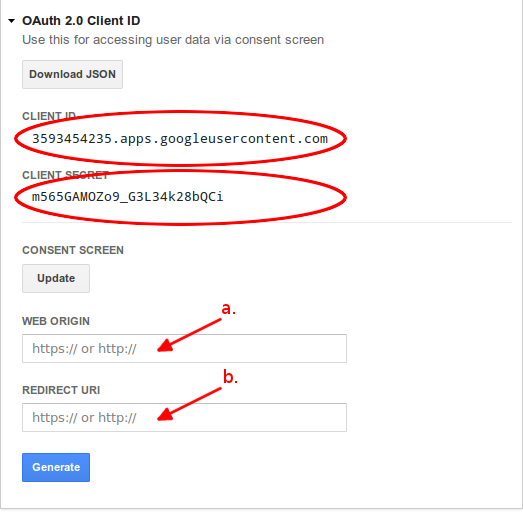 OAuth 2.0 Client ID
Use this for accessing user data via consent screen
Download JSON
CLIENT ID
3593454235.apps.googleusercontent.com
CLIENT SECRET
m565GAMOZo9_G3L34k28bQCi
CONSENT SCREEN
Update
a.
WEB ORIGIN
https:// or http://
b.
REDIRECT URI
https:// or http://
Generate